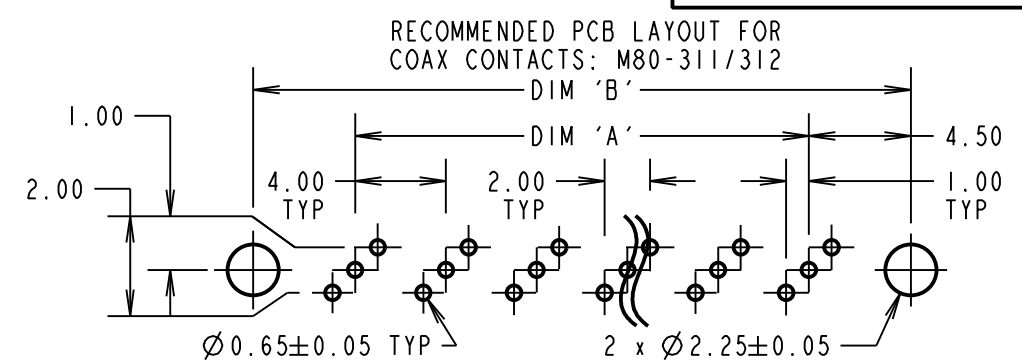 RECOMMENDED PCB LAYOUT FOR
COAX CONTACTS: M80-311/312
DIM 'B'
1.00
DIM 'A'
4.50
2.00
4.00
TYP
2.00
TYP
1.00
TYP
Ø0.65±0.05 TYP
2 x Ø2.25±0.05